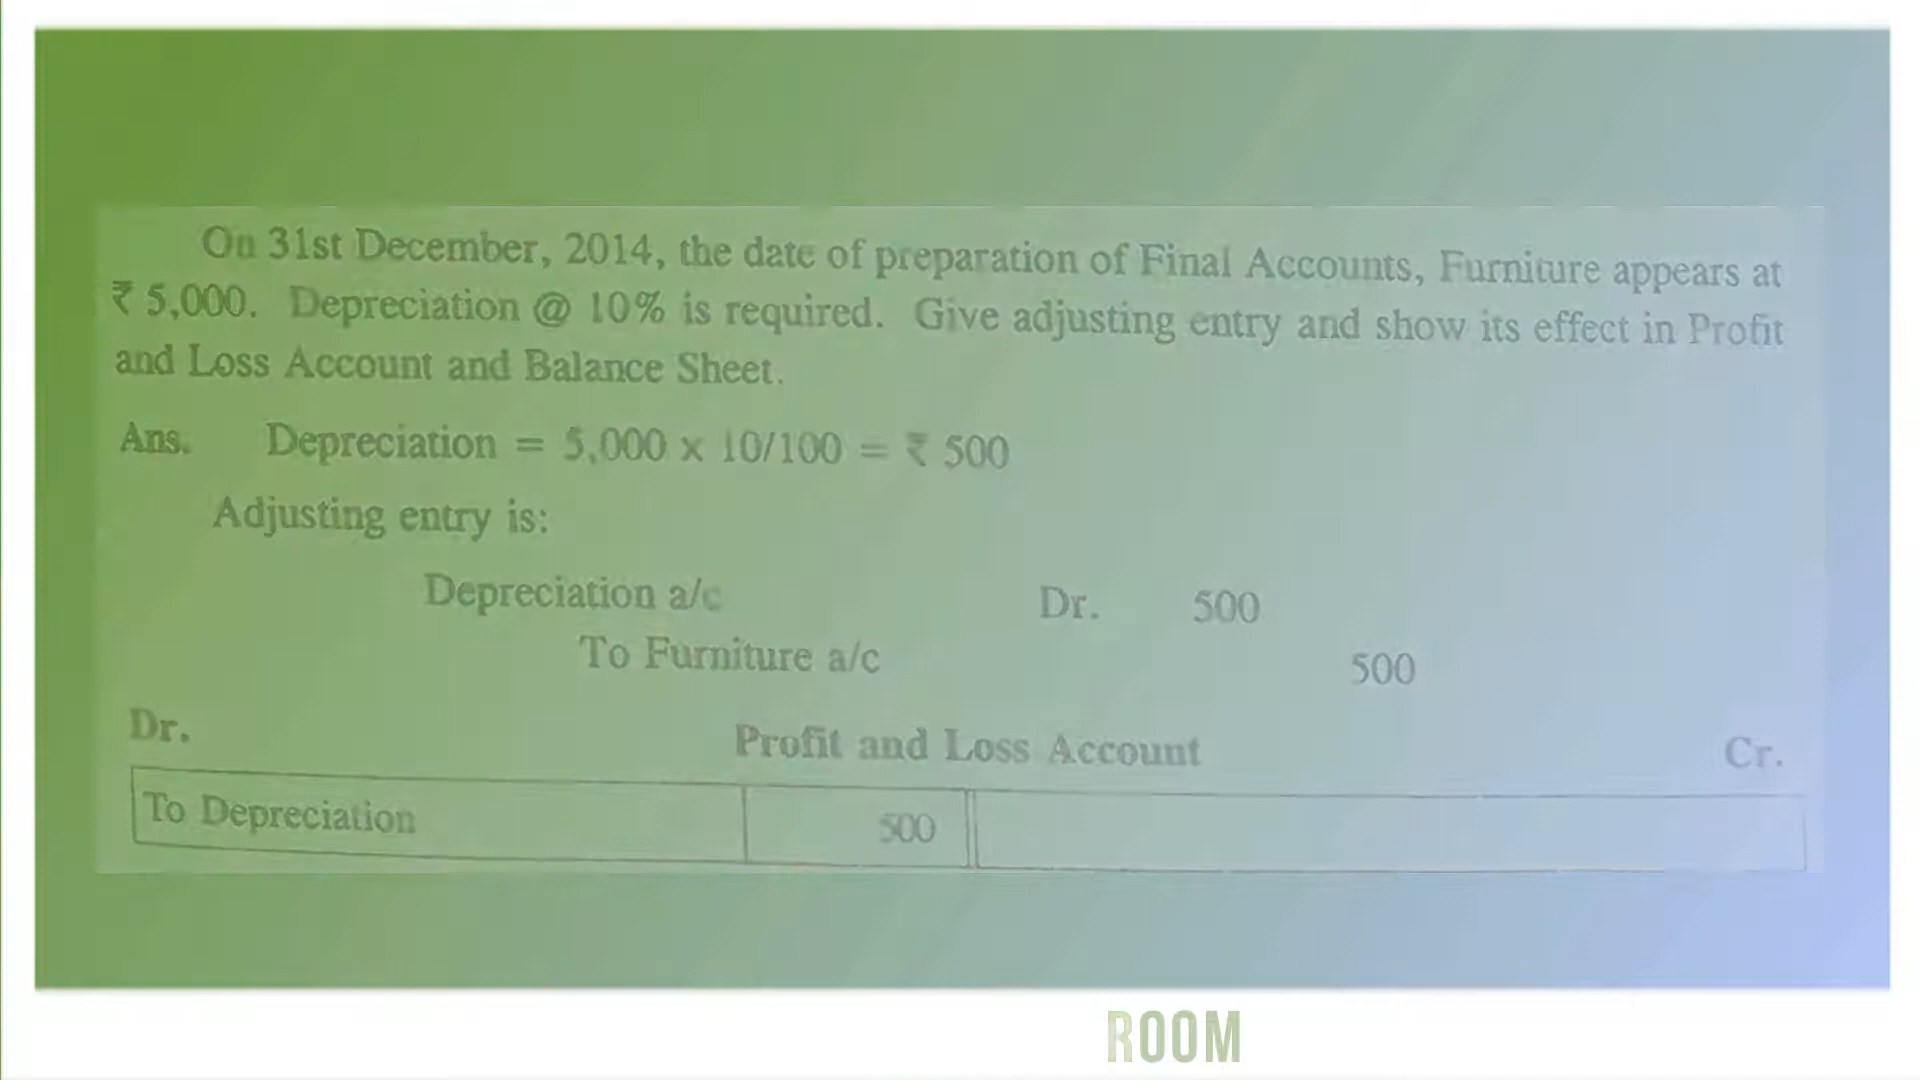 On 31st December, 2014, the date of preparation of Final Accounts, Furniture appears at
₹ 5,000. Depreciation @ 10% is required. Give adjusting entry and show its effect in Profit
and Loss Account and Balance Sheet.
Ans. Depreciation = 5,000 x 10/100 = ₹ 500
Adjusting entry is:
Depreciation a/c Dr. 500
To Furniture a/c 500
Dr. Profit and Loss Account Cr.
To Depreciation 500
ROOM